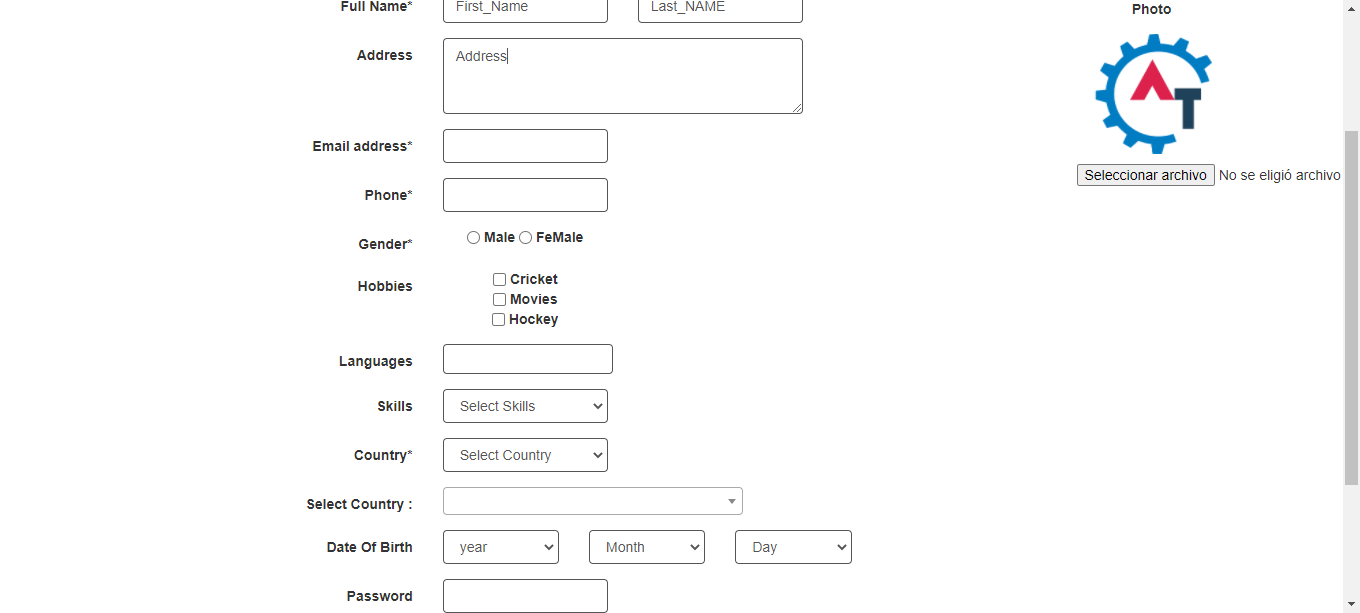 Full Name* First_Name Last_NAME
Photo
Address Address
AT
Email address*
Seleccionar archivo No se eligió archivo
Phone*
Gender* Male FeMale
Hobbies Cricket
Movies
Hockey
Languages
Skills Select Skills
Country* Select Country
Select Country :
Date Of Birth year Month Day
Password